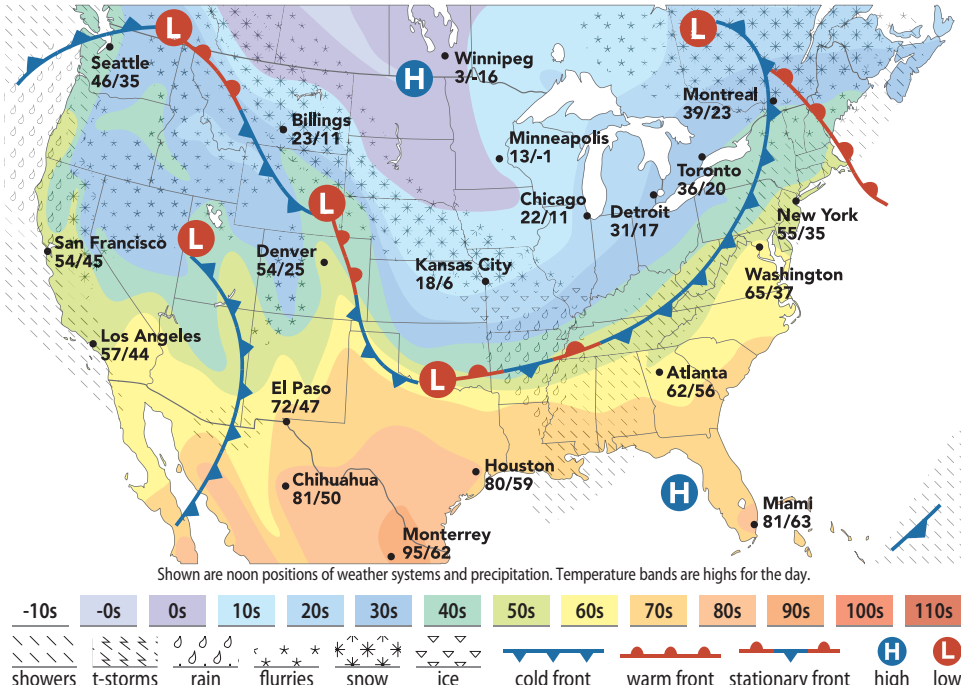 L
L
Seattle
46/35
H
Winnipeg
3/-16
Montreal
39/23
Billings
23/11
Minneapolis
13/-1
Toronto
36/20
Chicago
22/11
Detroit
31/17
L
New York
55/35
L
San Francisco
54/45
Denver
54/25
Kansas City
18/6
Washington
65/37
Los Angeles
57/44
L
Atlanta
62/56
El Paso
72/47
Houston
80/59
Chihuahua
81/50
H
Miami
81/63
Monterrey
95/62
Shown are noon positions of weather systems and precipitation. Temperature bands are highs for the day.
-10s -0s 0s 10s 20s 30s 40s 50s 60s 70s 80s 90s 100s 110s
H L
showers t-storms rain flurries snow ice cold front warm front stationary front high low